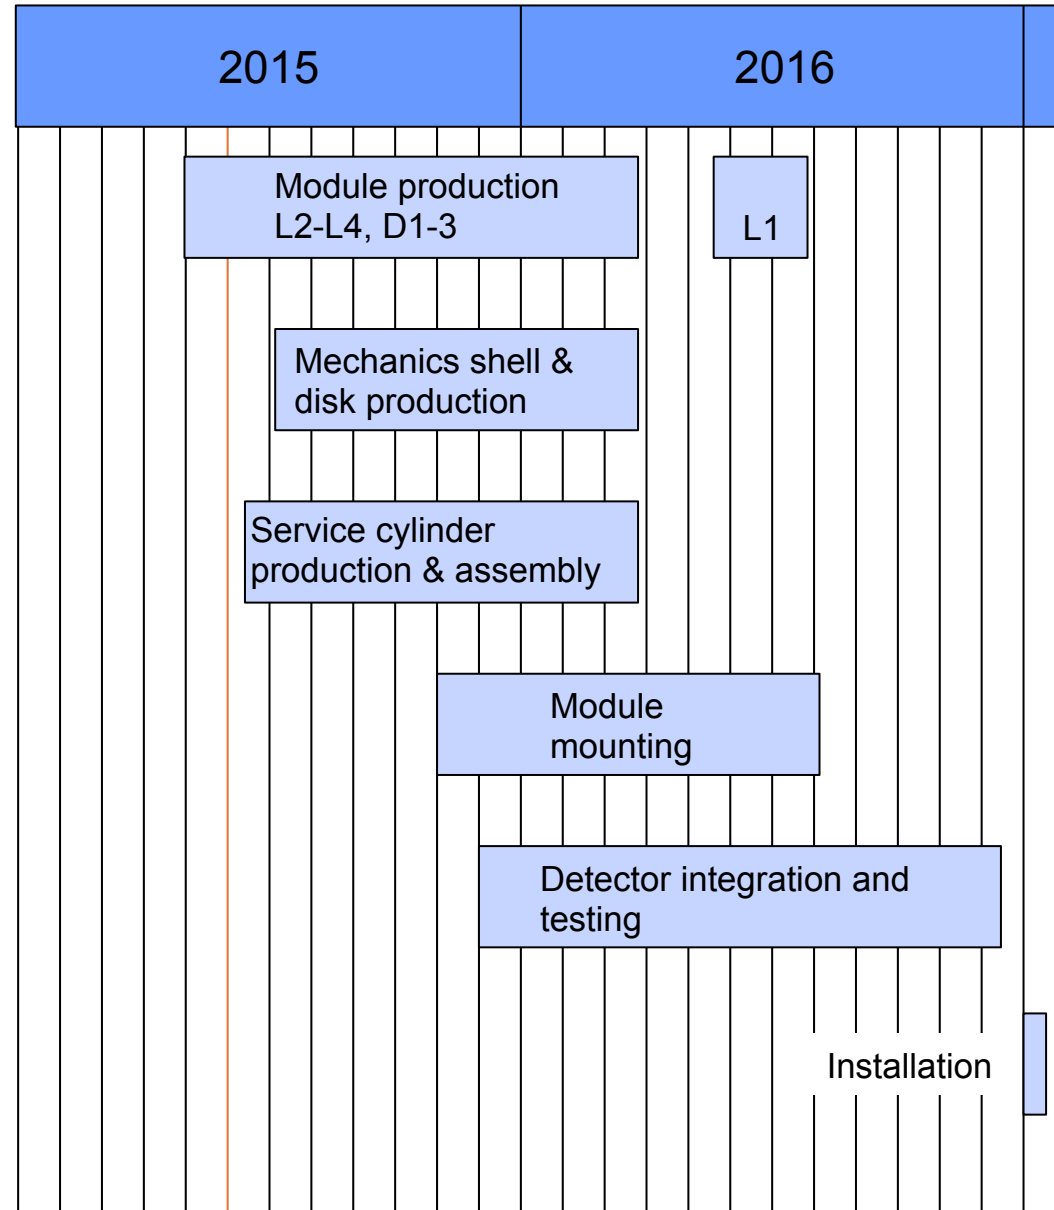 2015
2016
Module production
L2-L4, D1-3
L1
Mechanics shell &
disk production
Service cylinder
production & assembly
Module
mounting
Detector integration and
testing
Installation